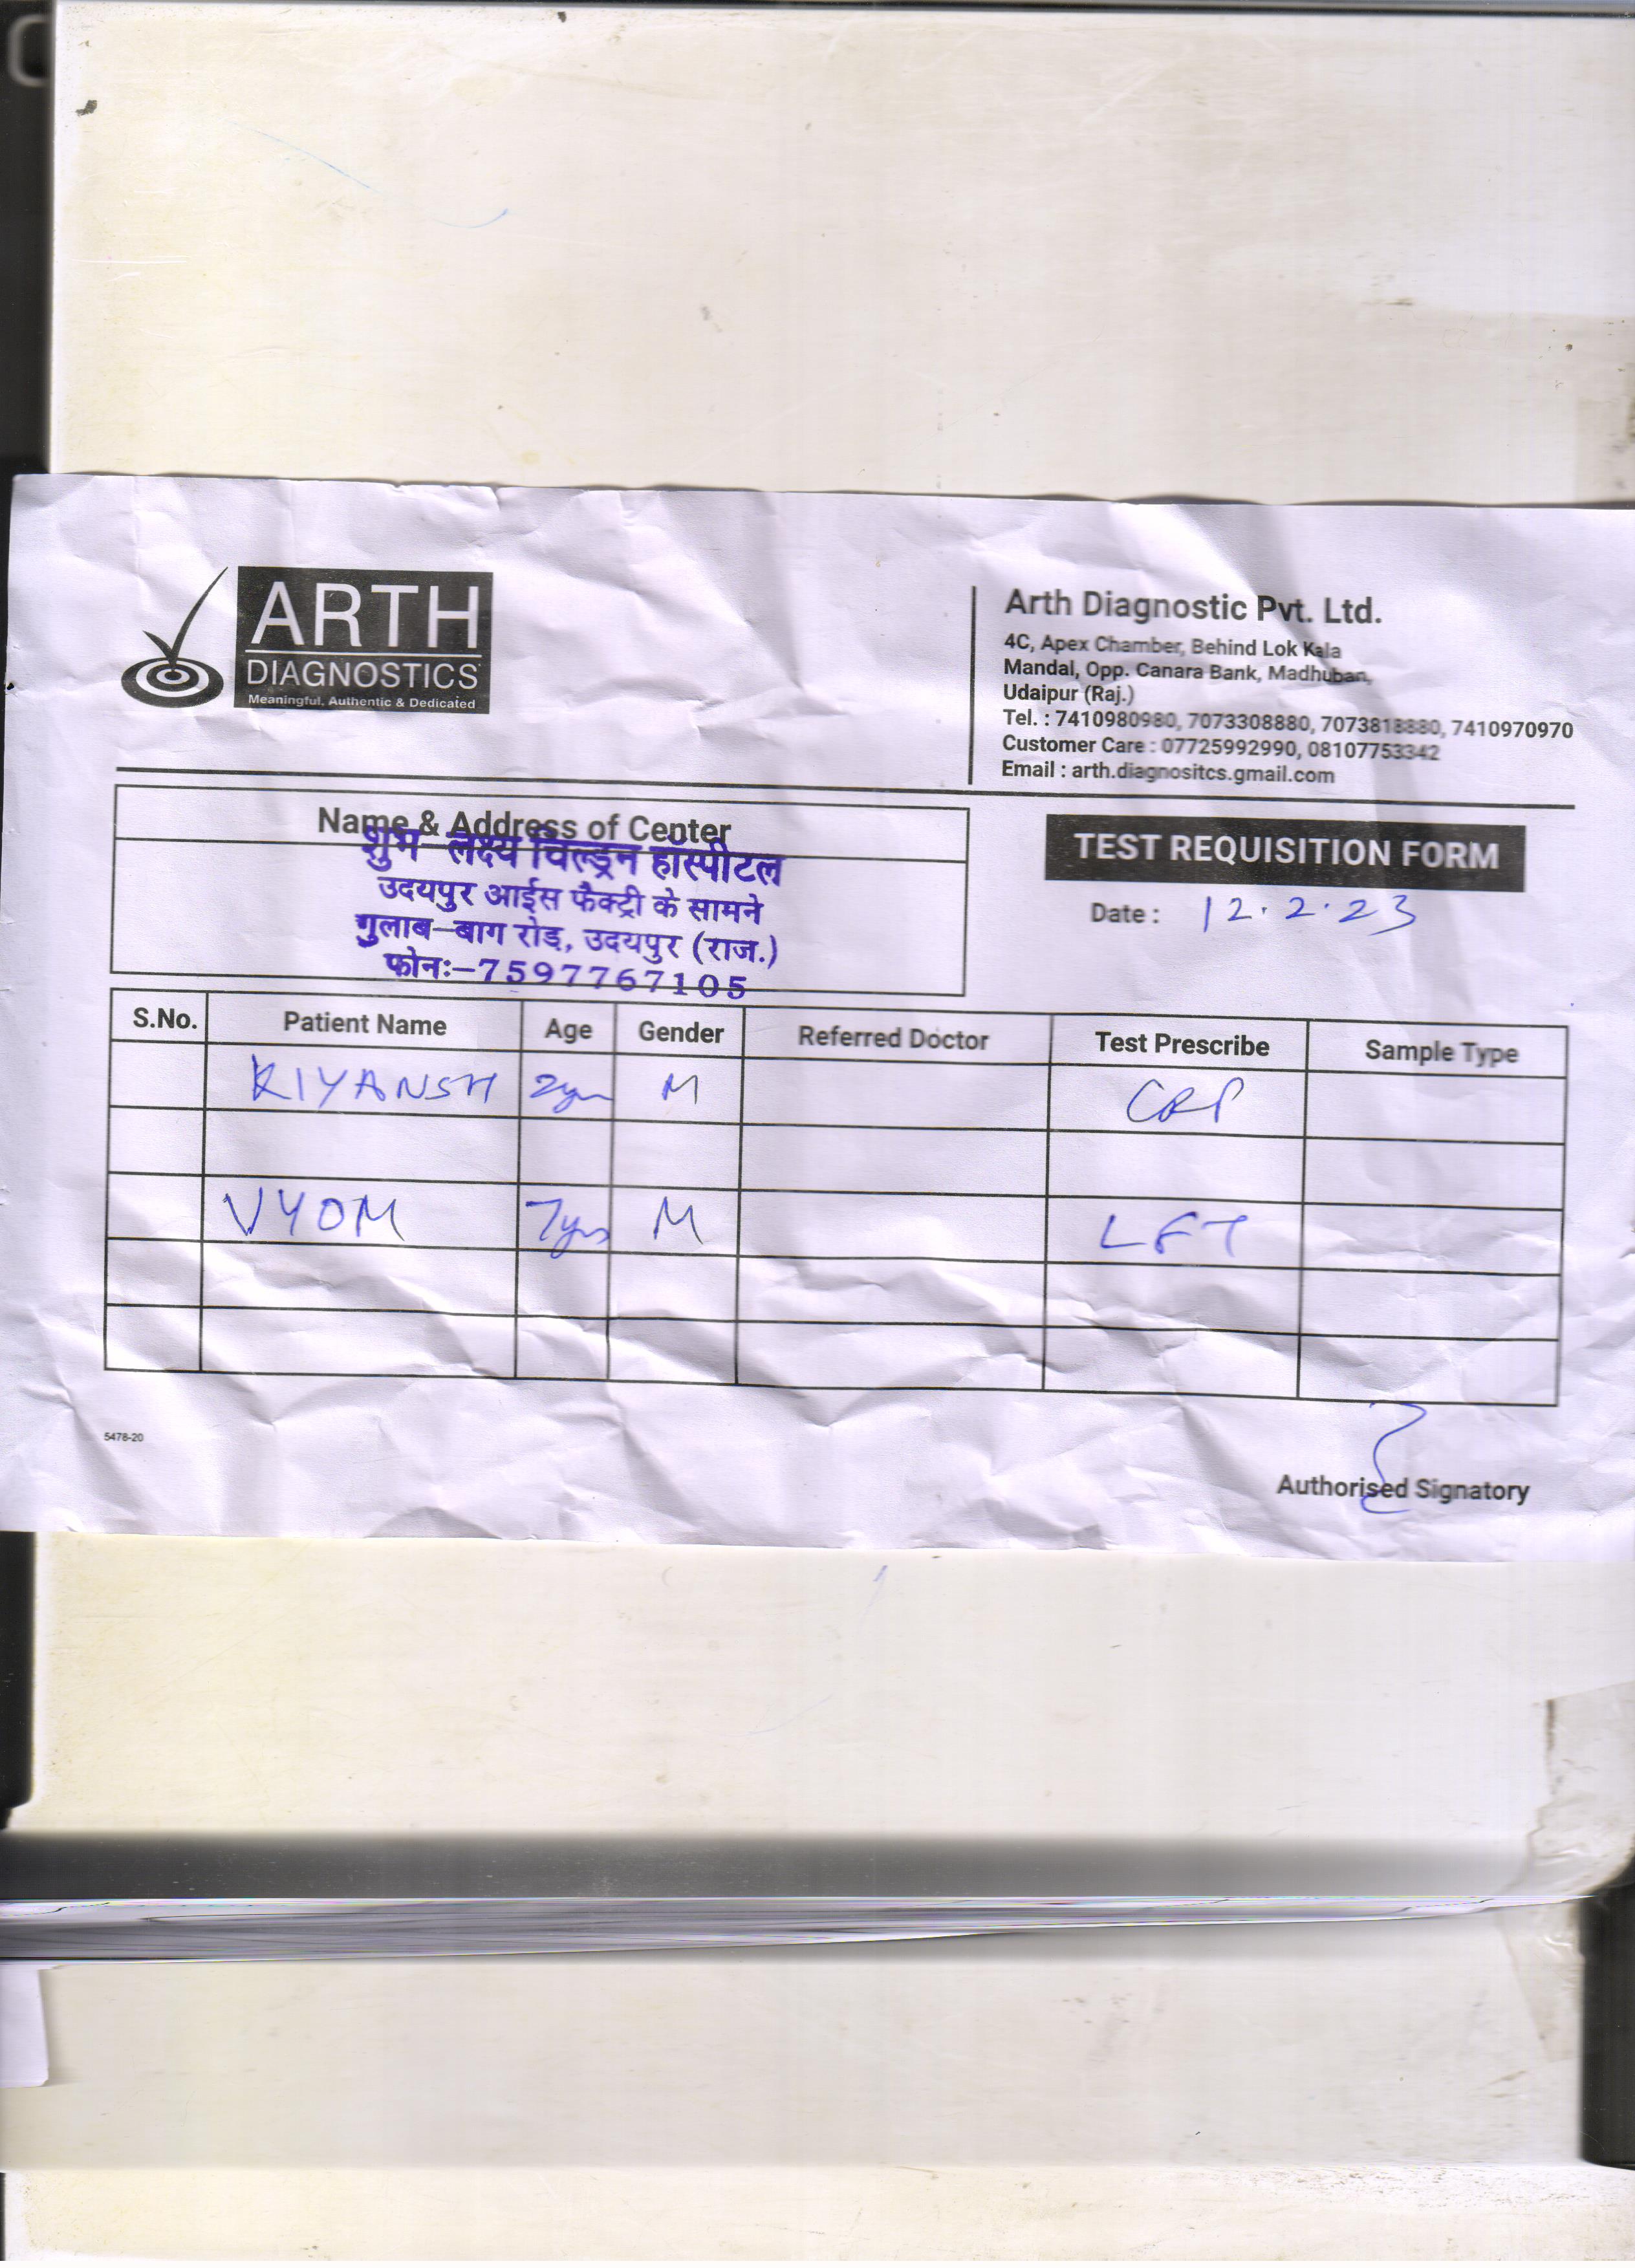 ARTH
DIAGNOSTICS
Meaningful, Authentic & Dedicated
Arth Diagnostic Pvt. Ltd.
4C, Apex Chamber, Behind Lok Kala
Mandal, Opp. Canara Bank, Madhuban,
Udaipur (Raj.)
Tel. : 7410980980, 7073308880, 7073818880, 7410970970
Customer Care : 07725992990, 08107753342
Email : arth.diagnositcs.gmail.com
Name & Address of Center
शुभ-लक्ष्य चिल्ड्रन हास्पीटल
उदयपुर आईस फैक्ट्री के सामने
गुलाब-बाग रोड, उदयपुर (राज.)
फोनः-7597767105
TEST REQUISITION FORM
Date : 12.2.23
S.No. Patient Name Age Gender Referred Doctor Test Prescribe Sample Type
KIYANSH 2yrs M CRP
VYOM 7yrs M LFT
5478-20
Authorised Signatory